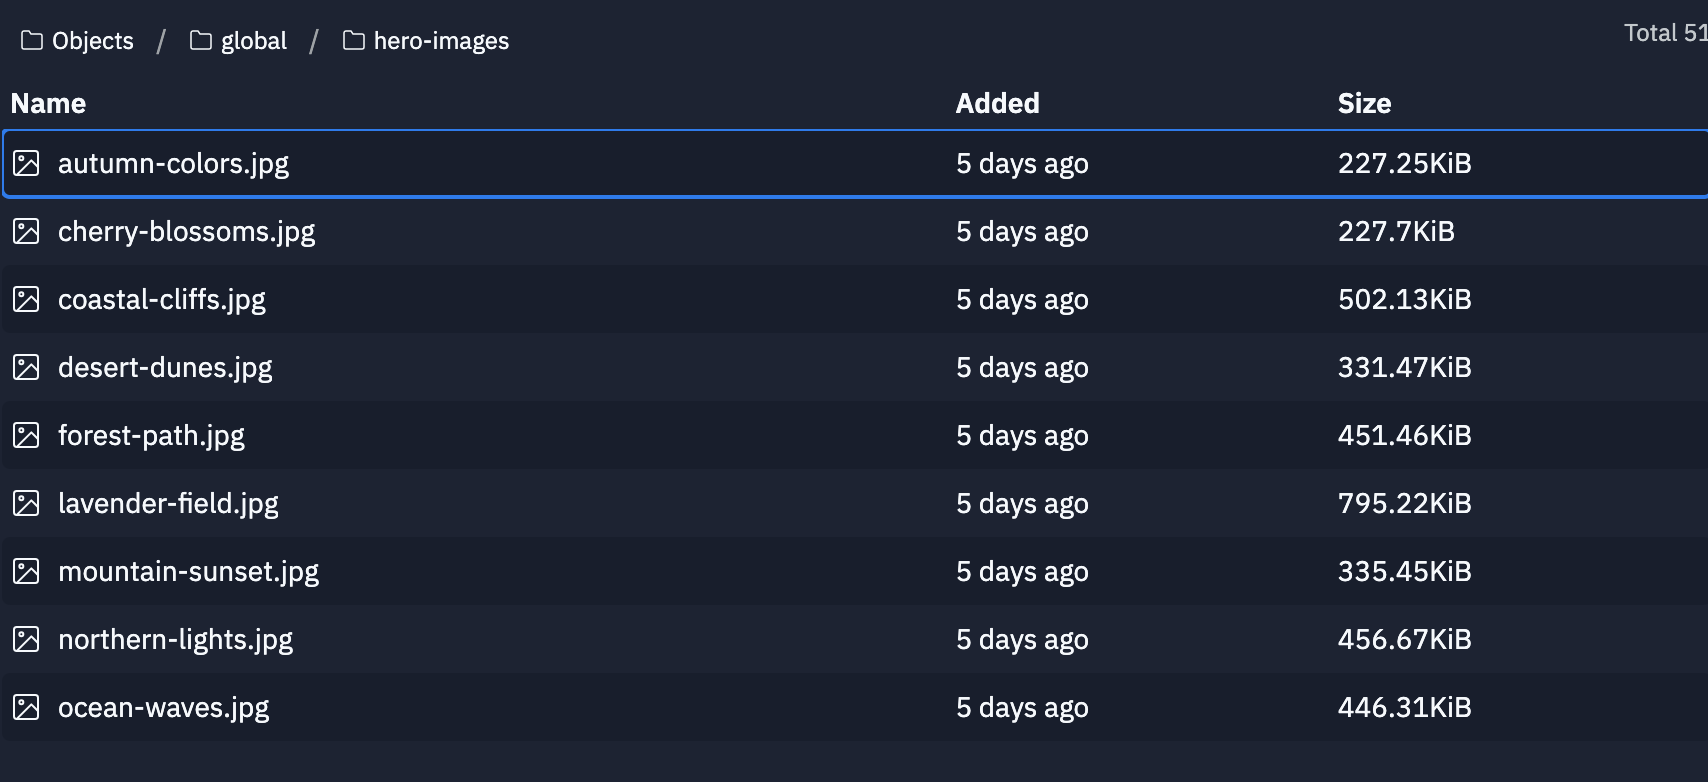 Objects / global / hero-images
Total 51
Name Added Size
autumn-colors.jpg 5 days ago 227.25KiB
cherry-blossoms.jpg 5 days ago 227.7KiB
coastal-cliffs.jpg 5 days ago 502.13KiB
desert-dunes.jpg 5 days ago 331.47KiB
forest-path.jpg 5 days ago 451.46KiB
lavender-field.jpg 5 days ago 795.22KiB
mountain-sunset.jpg 5 days ago 335.45KiB
northern-lights.jpg 5 days ago 456.67KiB
ocean-waves.jpg 5 days ago 446.31KiB